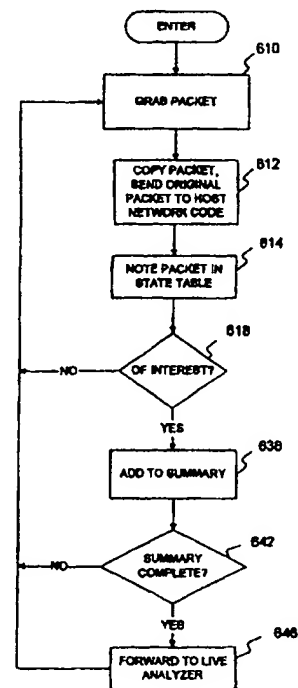 ENTER
610
GRAB PACKET
612
COPY PACKET,
SEND ORIGINAL
PACKET TO HOST
NETWORK CODE
614
NOTE PACKET IN
STATE TABLE
618
OF INTEREST?
NO
YES
638
ADD TO SUMMARY
642
SUMMARY
COMPLETE?
NO
YES
646
FORWARD TO LIVE
ANALYZER